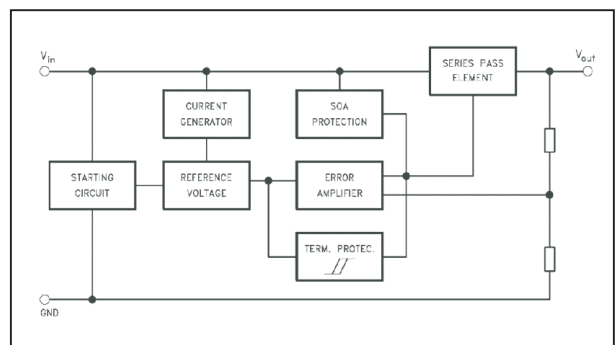 Vin
SERIES PASS
ELEMENT
Vout
CURRENT
GENERATOR
SOA
PROTECTION
STARTING
CIRCUIT
REFERENCE
VOLTAGE
ERROR
AMPLIFIER
TERM. PROTEC.
GND